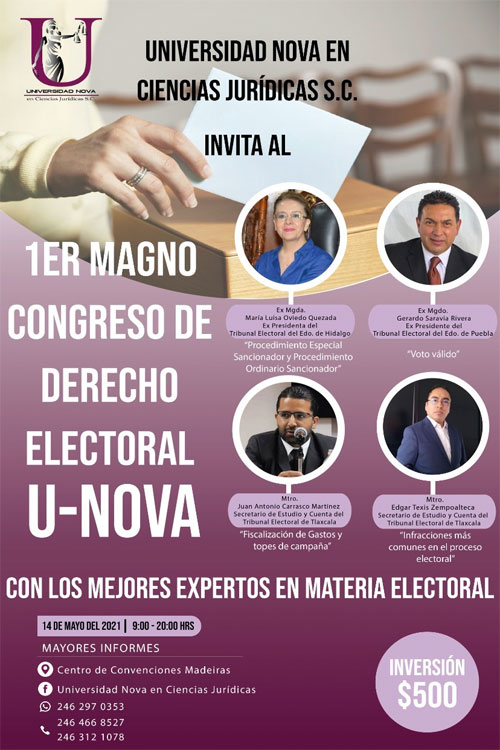 U
UNIVERSIDAD NOVA
en Ciencias Jurídicas S.C.
UNIVERSIDAD NOVA EN
CIENCIAS JURÍDICAS S.C.
INVITA AL
1ER MAGNO
CONGRESO DE
DERECHO
ELECTORAL
U-NOVA
Ex Mgda.
María Luisa Oviedo Quezada
Ex Presidenta del
Tribunal Electoral del Edo. de Hidalgo
“Procedimiento Especial
Sancionador y Procedimiento
Ordinario Sancionador”
Ex Mgdo.
Gerardo Saravia Rivera
Ex Presidente del
Tribunal Electoral del Edo. de Puebla
“Voto válido”
Mtro.
Juan Antonio Carrasco Martinez
Secretario de Estudio y Cuenta del
Tribunal Electoral de Tlaxcala
“Fiscalización de Gastos y
topes de campaña”
Mtro.
Edgar Texis Zempoalteca
Secretario de Estudio y Cuenta del
Tribunal Electoral de Tlaxcala
“Infracciones más
comunes en el proceso
electoral”
CON LOS MEJORES EXPERTOS EN MATERIA ELECTORAL
14 DE MAYO DEL 2021 | 9:00 - 20:00 HRS
MAYORES INFORMES
Centro de Convenciones Madeiras
Universidad Nova en Ciencias Jurídicas
246 297 0353
246 466 8527
246 312 1078
INVERSIÓN
$500